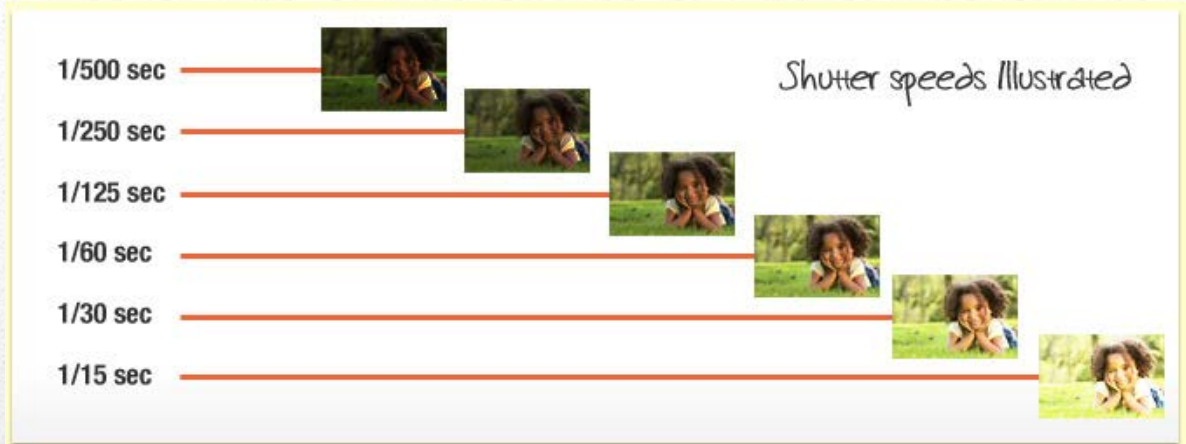 Shutter speeds Illustrated
1/500 sec
1/250 sec
1/125 sec
1/60 sec
1/30 sec
1/15 sec